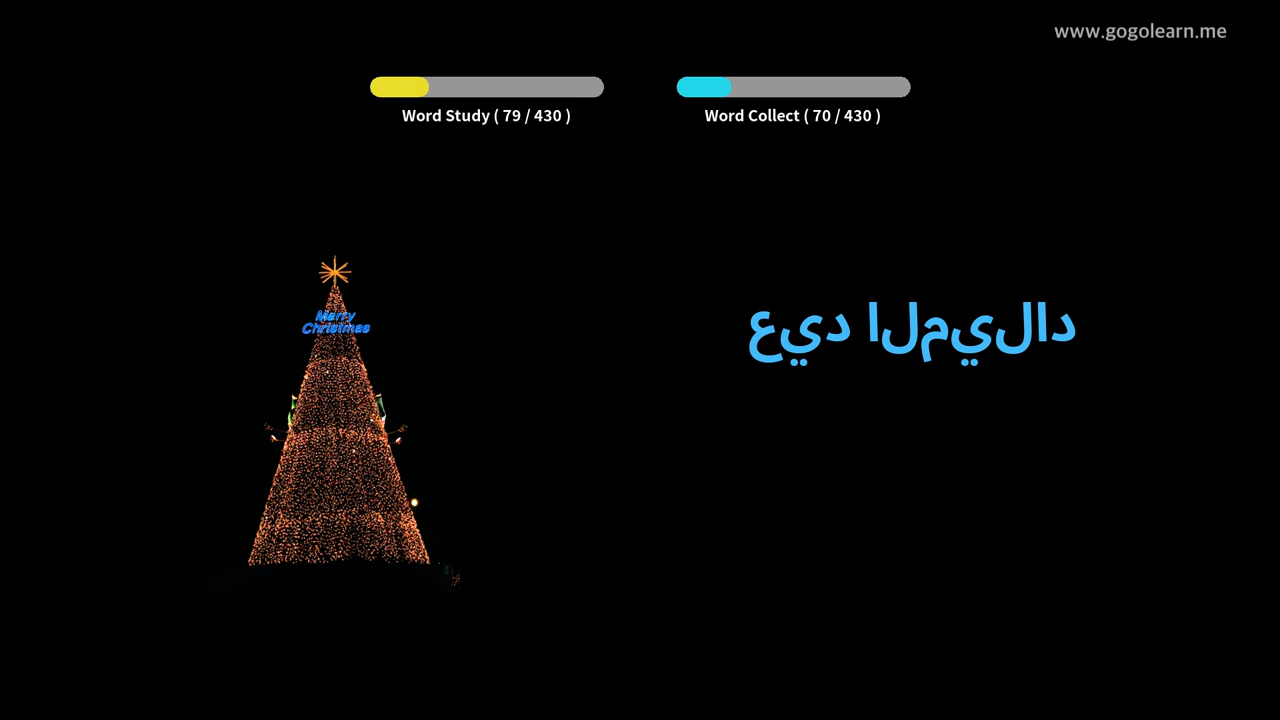 www.gogolearn.me
Word Study ( 79 / 430 )
Word Collect ( 70 / 430 )
Merry
Christmas
عيد الميلاد